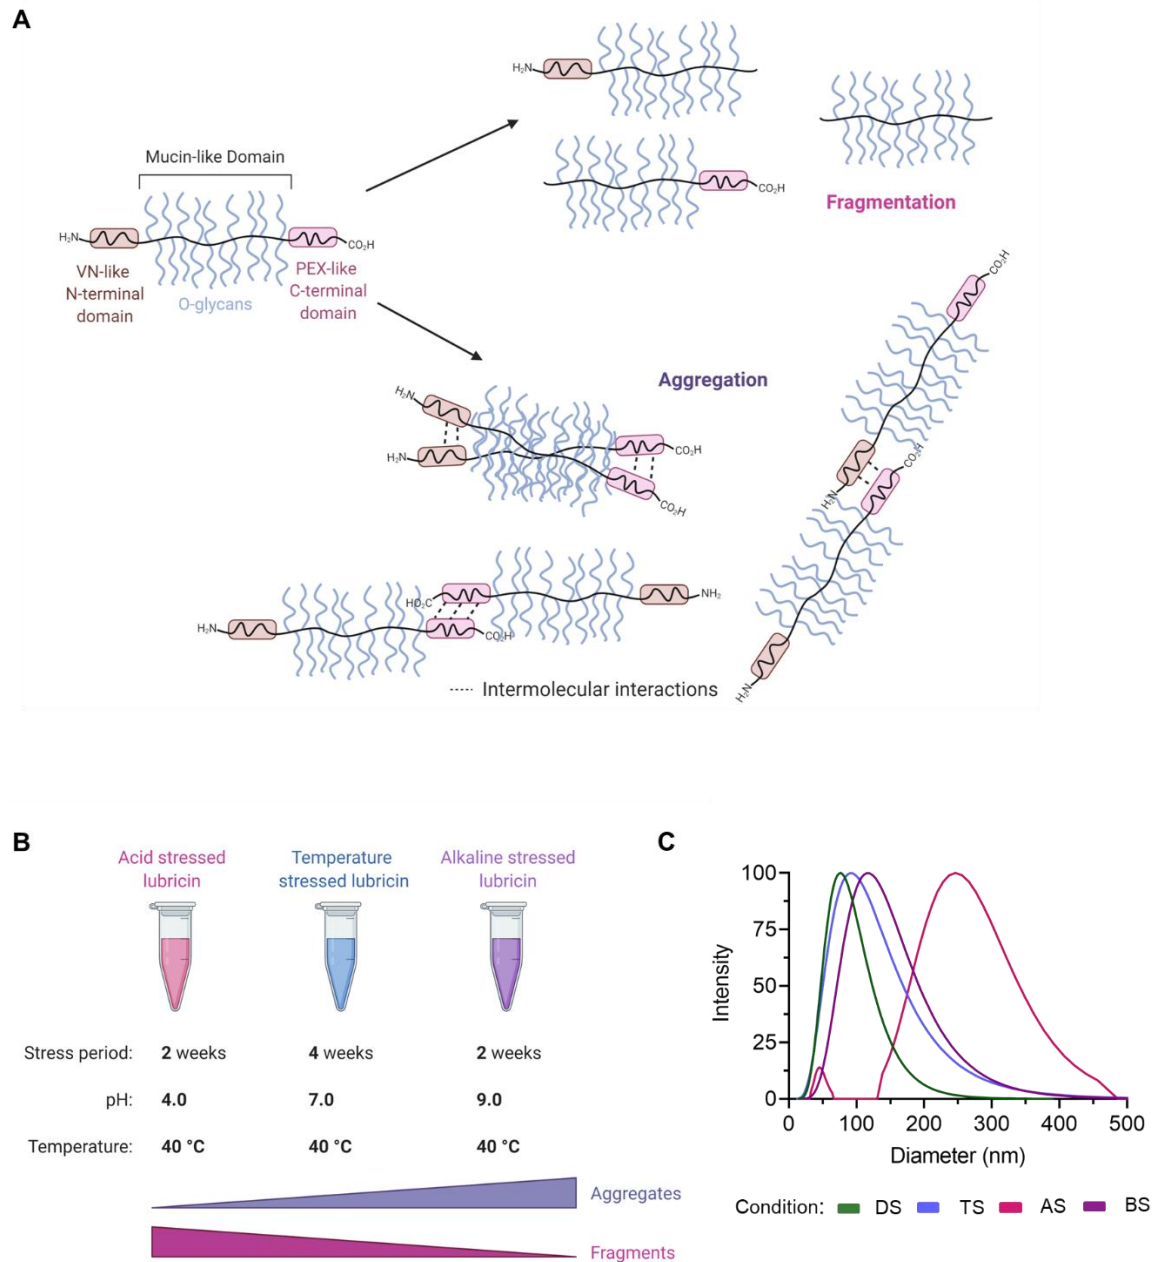 A
H₂N
CO₂H
Mucin-like Domain
H₂N
CO₂H
VN-like
N-terminal
domain
O-glycans
PEX-like
C-terminal
domain
Fragmentation
CO₂H
Aggregation
H₂N
H₂N
CO₂H
CO₂H
CO₂H
H₂N
HO₂C
NH₂
H₂N
CO₂H
H₂N
Intermolecular interactions
B
Acid stressed
lubricin
Temperature
stressed lubricin
Alkaline stressed
lubricin
Stress period: 2 weeks 4 weeks 2 weeks
pH: 4.0 7.0 9.0
Temperature: 40 °C 40 °C 40 °C
Aggregates
Fragments
C
100
75
50
25
0
Intensity
0 100 200 300 400 500
Diameter (nm)
Condition: DS TS AS BS